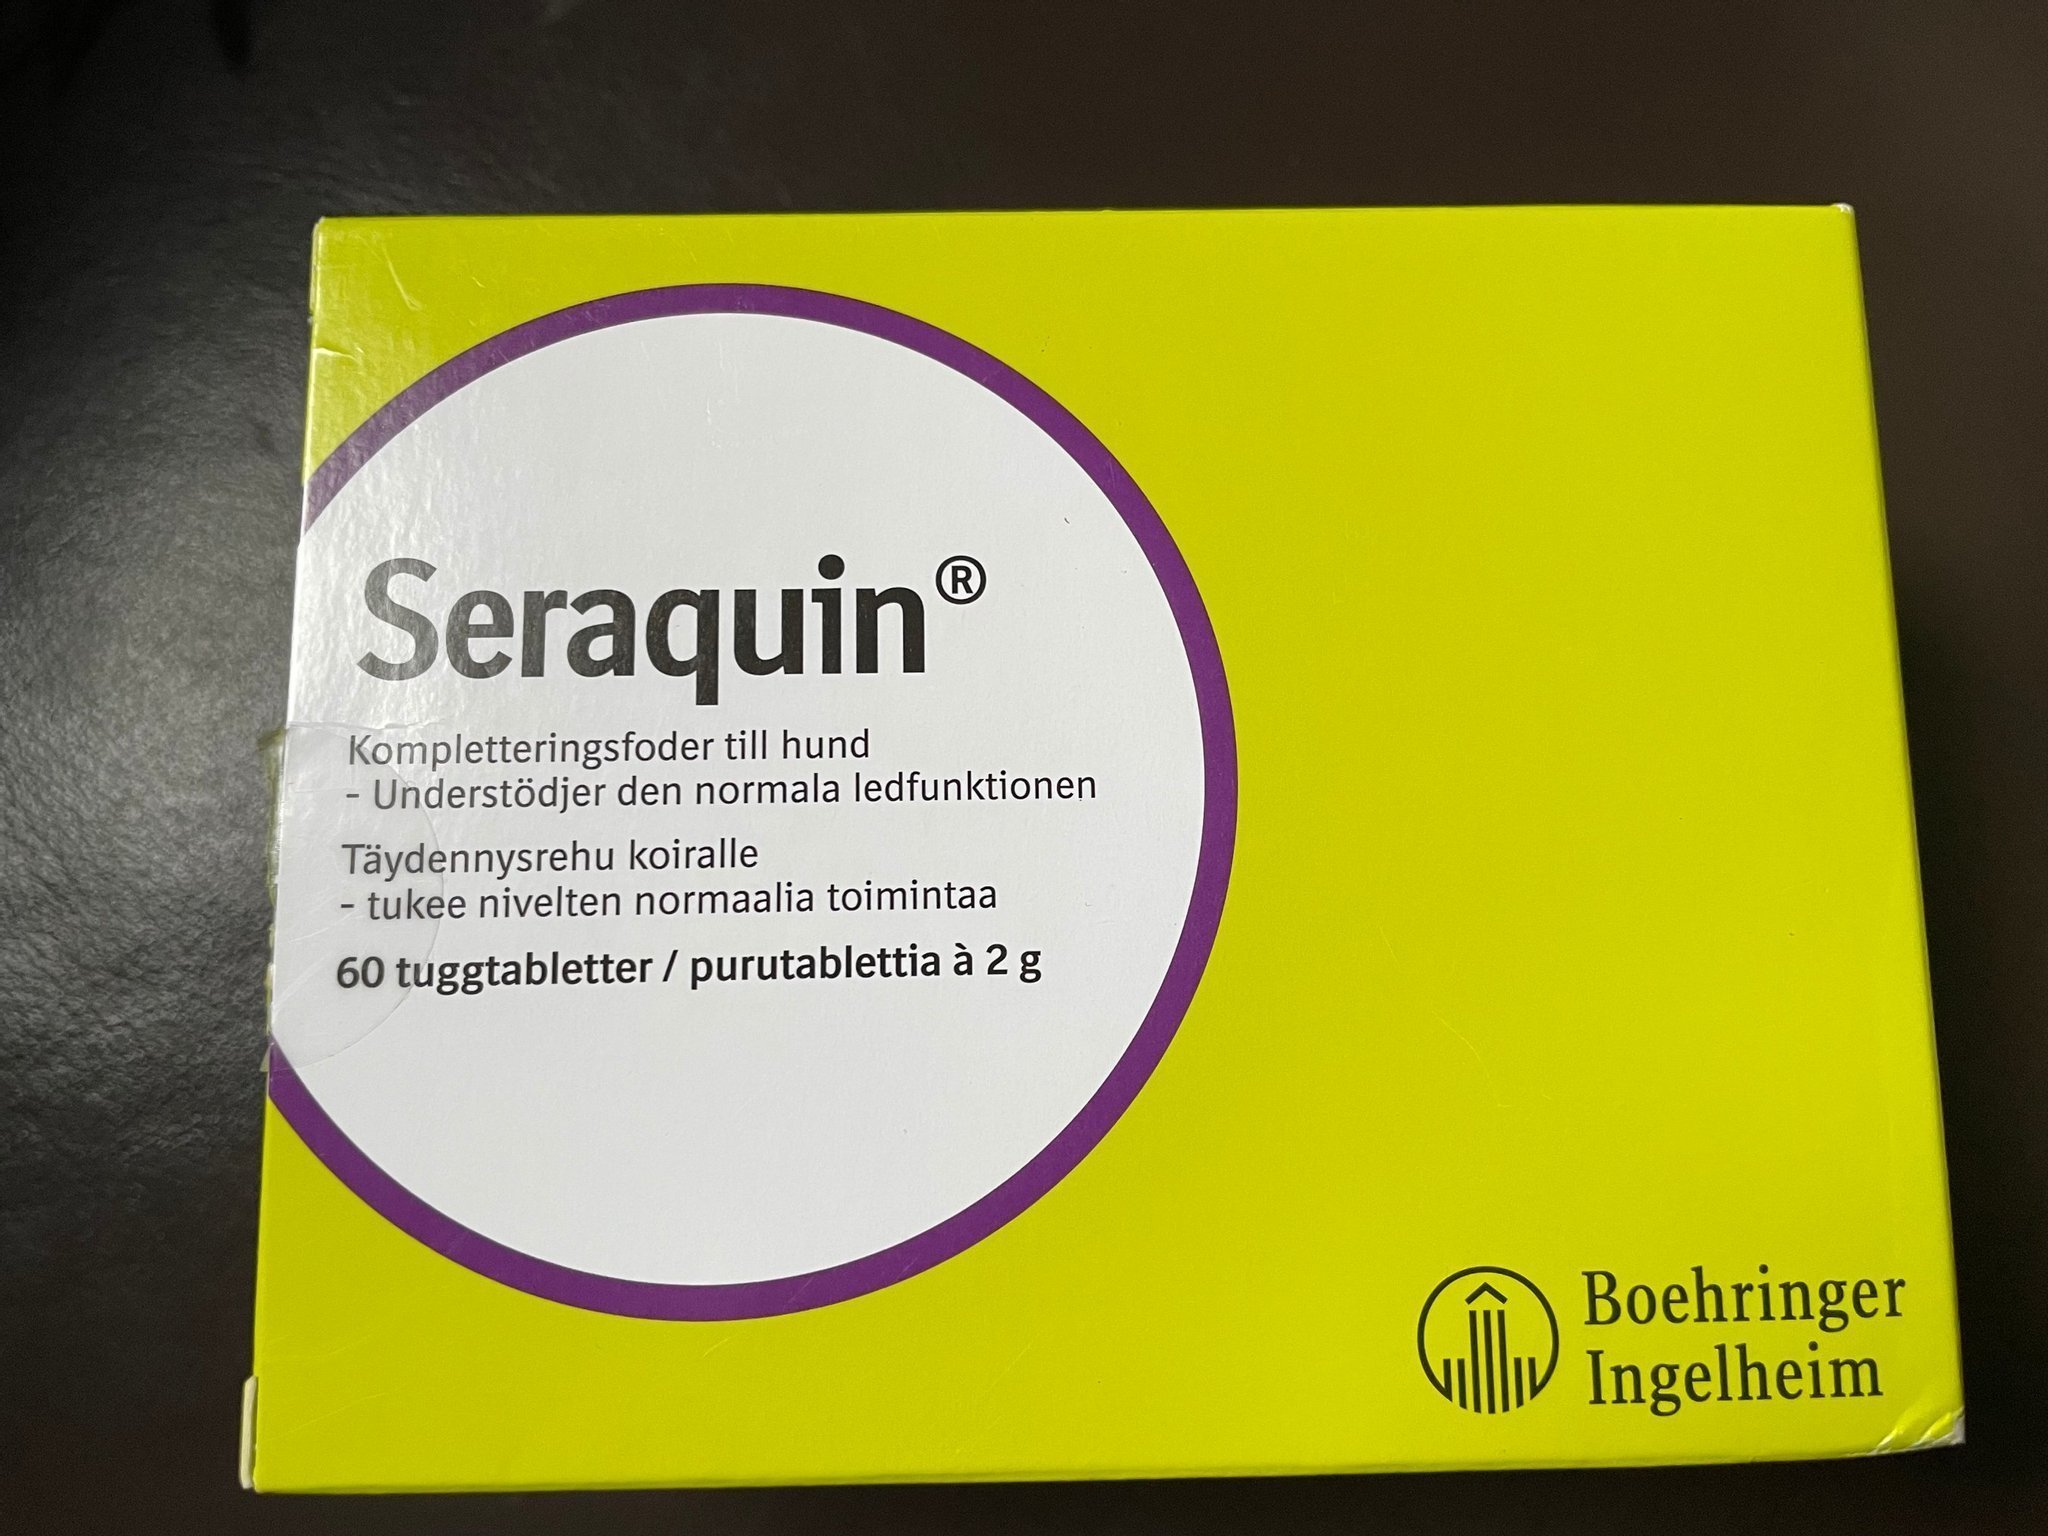 Seraquin®
Kompletteringsfoder till hund
- Understödjer den normala ledfunktionen
Täydennysrehu koiralle
- tukee nivelten normaalia toimintaa
60 tuggtabletter / purutablettia à 2 g
Boehringer
Ingelheim